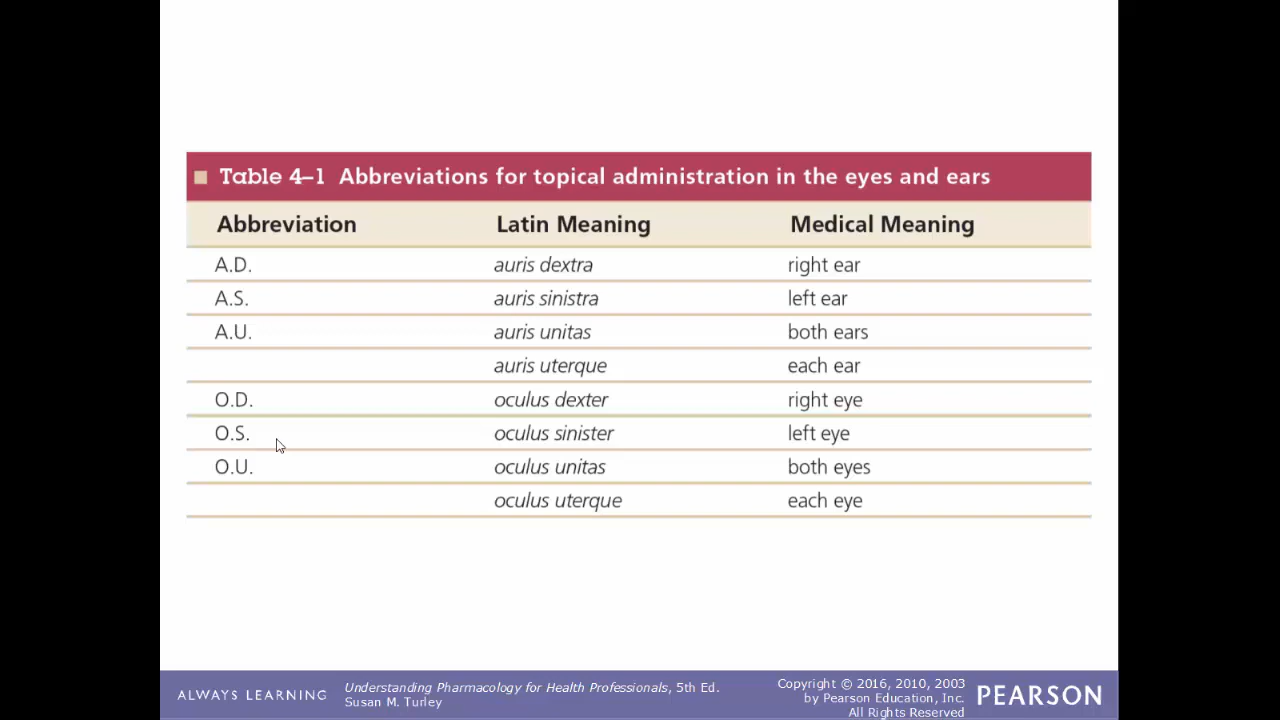 Table 4–1 Abbreviations for topical administration in the eyes and ears
Abbreviation Latin Meaning Medical Meaning
A.D. auris dextra right ear
A.S. auris sinistra left ear
A.U. auris unitas both ears
auris uterque each ear
O.D. oculus dexter right eye
O.S. oculus sinister left eye
O.U. oculus unitas both eyes
oculus uterque each eye
ALWAYS LEARNING
Understanding Pharmacology for Health Professionals, 5th Ed.
Susan M. Turley
Copyright © 2016, 2010, 2003
by Pearson Education, Inc.
All Rights Reserved
PEARSON